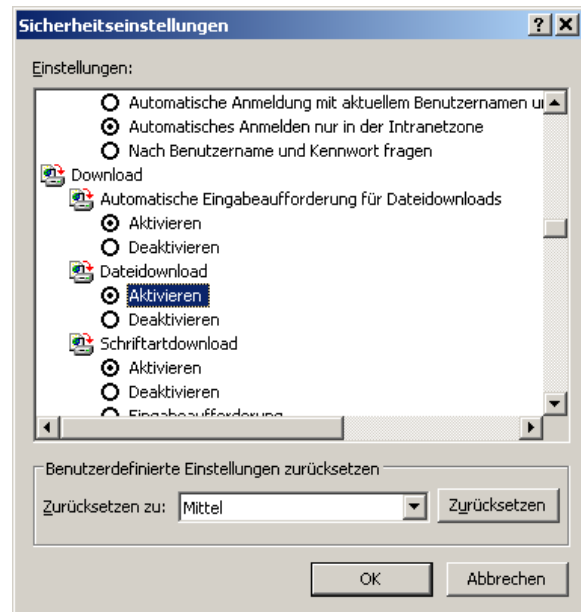 Sicherheitseinstellungen
Einstellungen:
Automatische Anmeldung mit aktuellem Benutzernamen
Automatisches Anmelden nur in der Intranetzone
Nach Benutzername und Kennwort fragen
Download
Automatische Eingabeaufforderung für Dateidownloads
Aktivieren
Deaktivieren
Dateidownload
Aktivieren
Deaktivieren
Schriftartdownload
Aktivieren
Deaktivieren
Eingabeaufforderung
Benutzerdefinierte Einstellungen zurücksetzen
Zurücksetzen zu: Mittel Zurücksetzen
OK Abbrechen